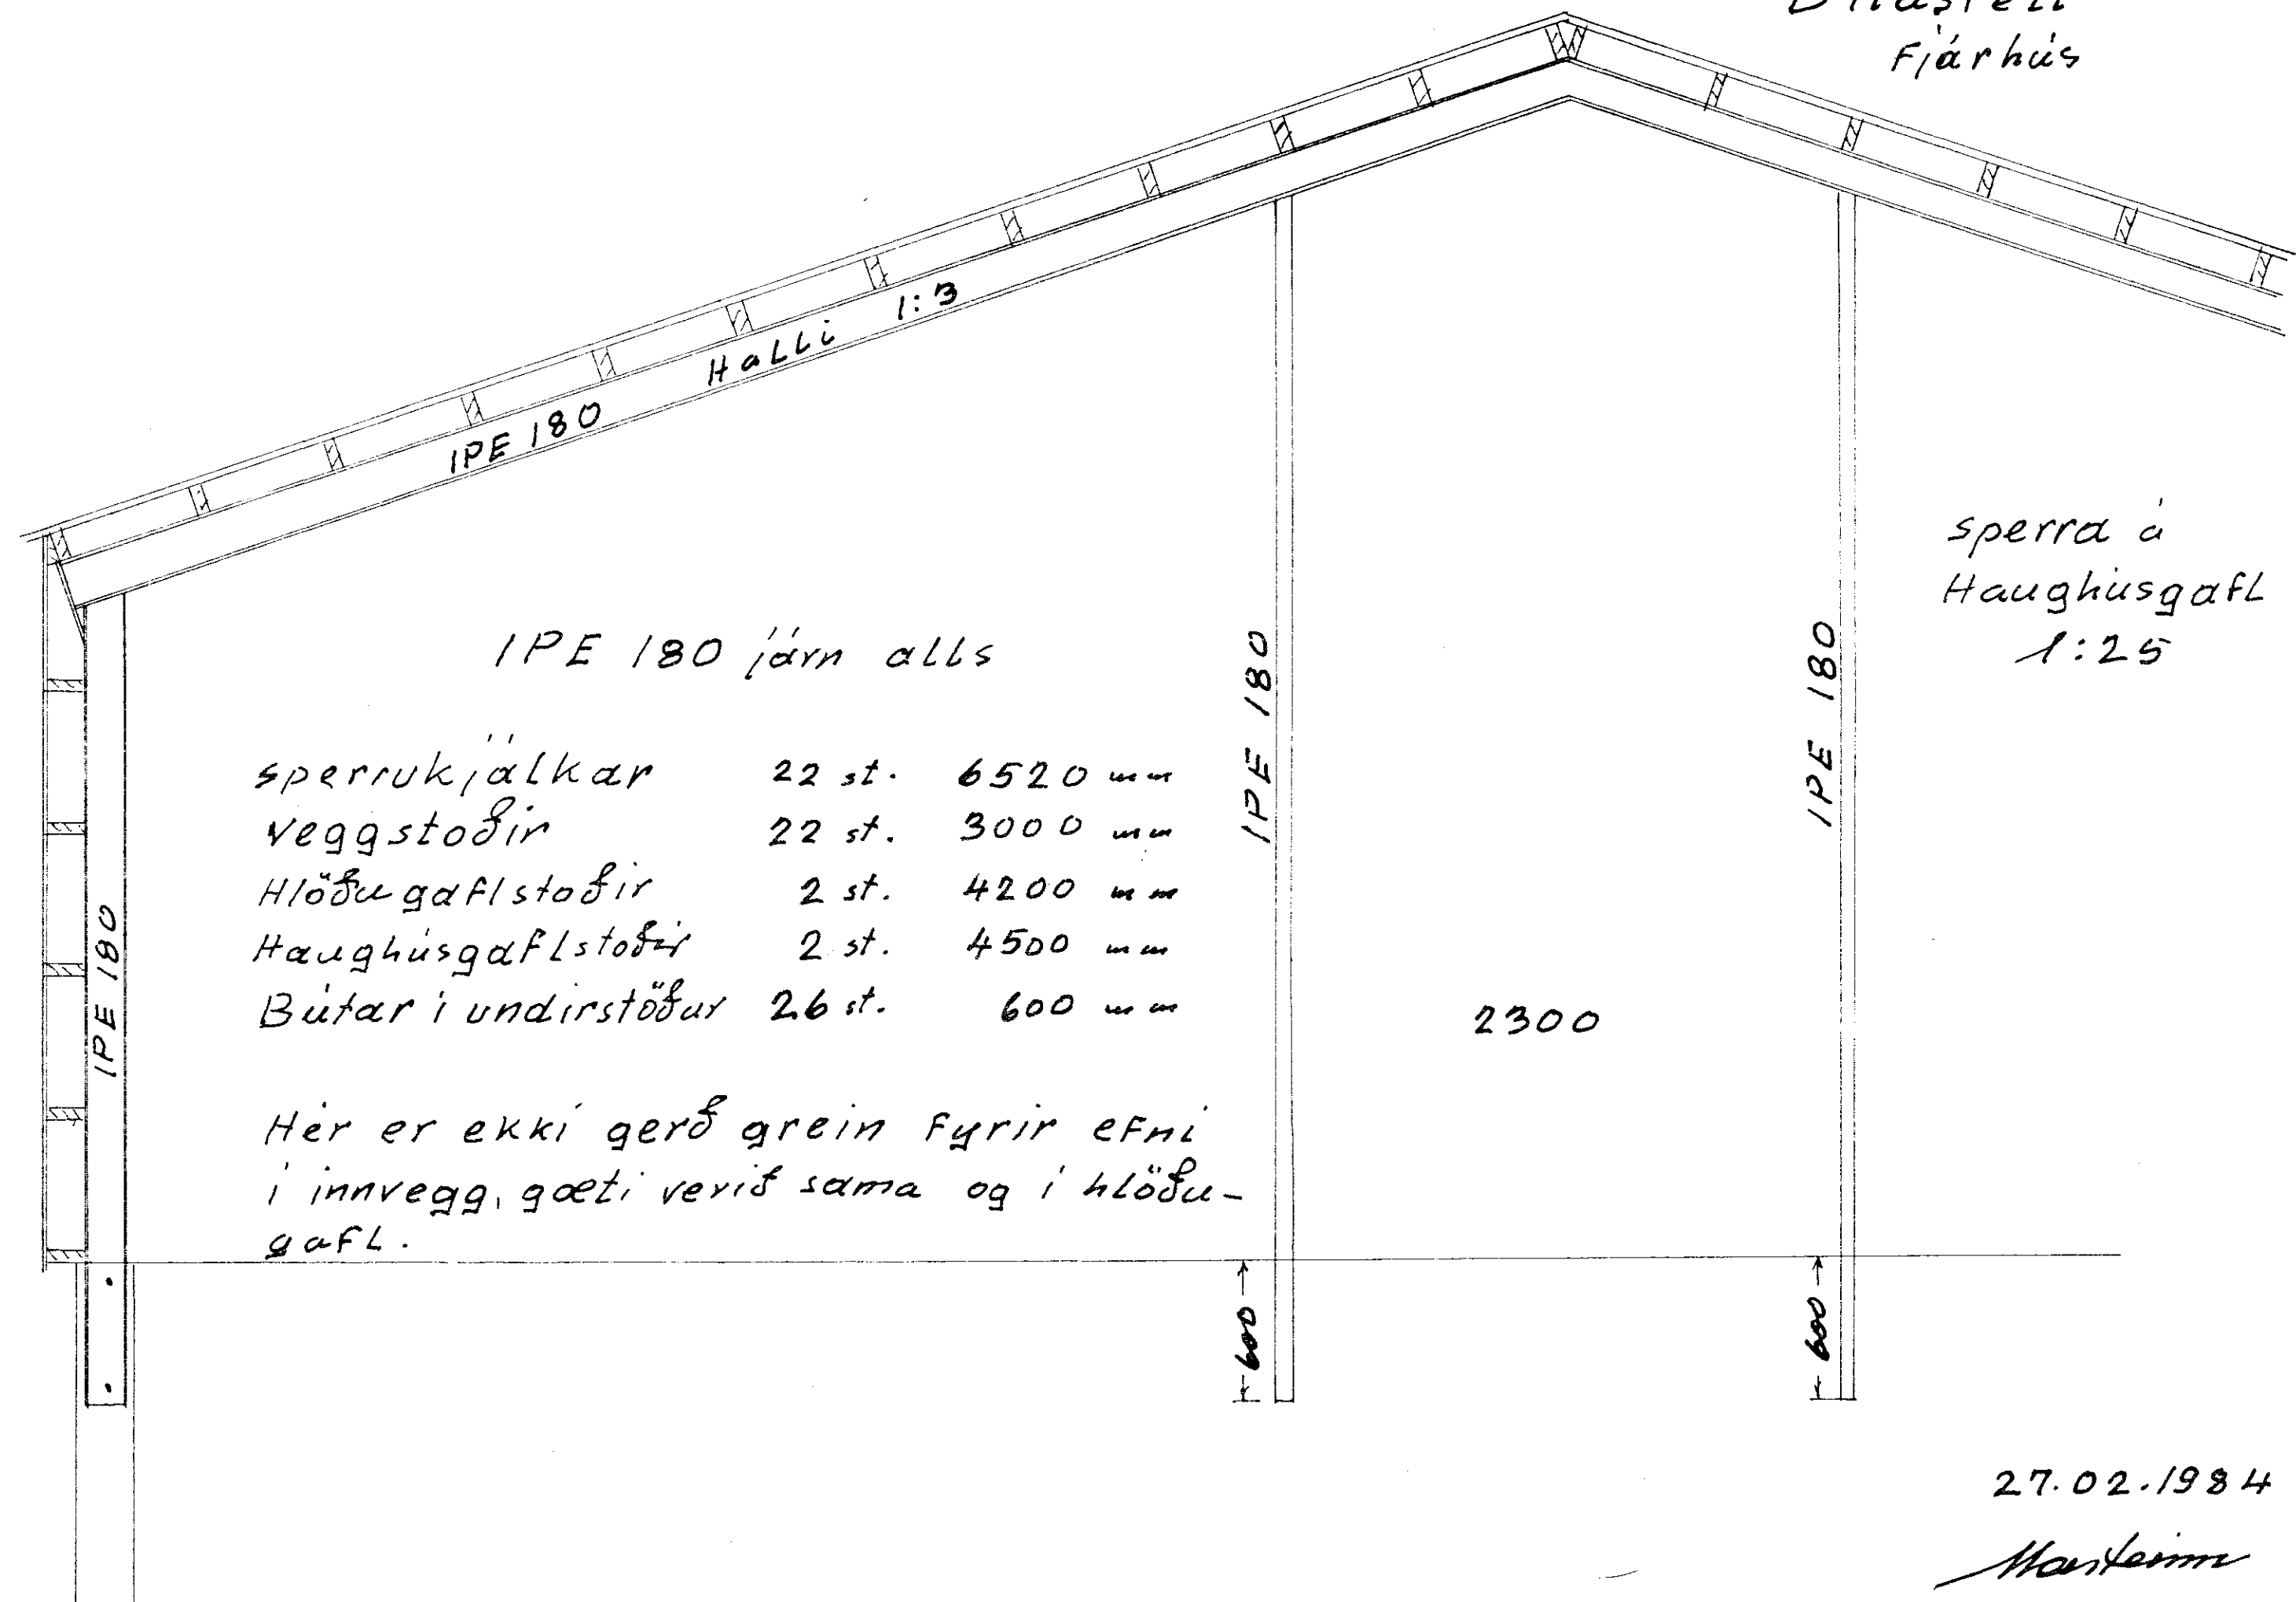 Fjárhús
Halli 1:3
IPE 180
sperra á
Haughúsgafl
1:25
IPE 180 járn alls
sperrukjálkar 22 st. 6520 mm
veggstoðir 22 st. 3000 mm
Hlöðugaflstoðir 2 st. 4200 mm
Haughúsgaflstoðir 2 st. 4500 mm
Bútar í undirstöður 26 st. 600 mm
IPE 180
IPE 180
IPE 180
2300
Hér er ekki gerð grein fyrir efni
í innvegg, gæti verið sama og í hlöðu-
gafl.
600
600
27.02.1984
Marteinn